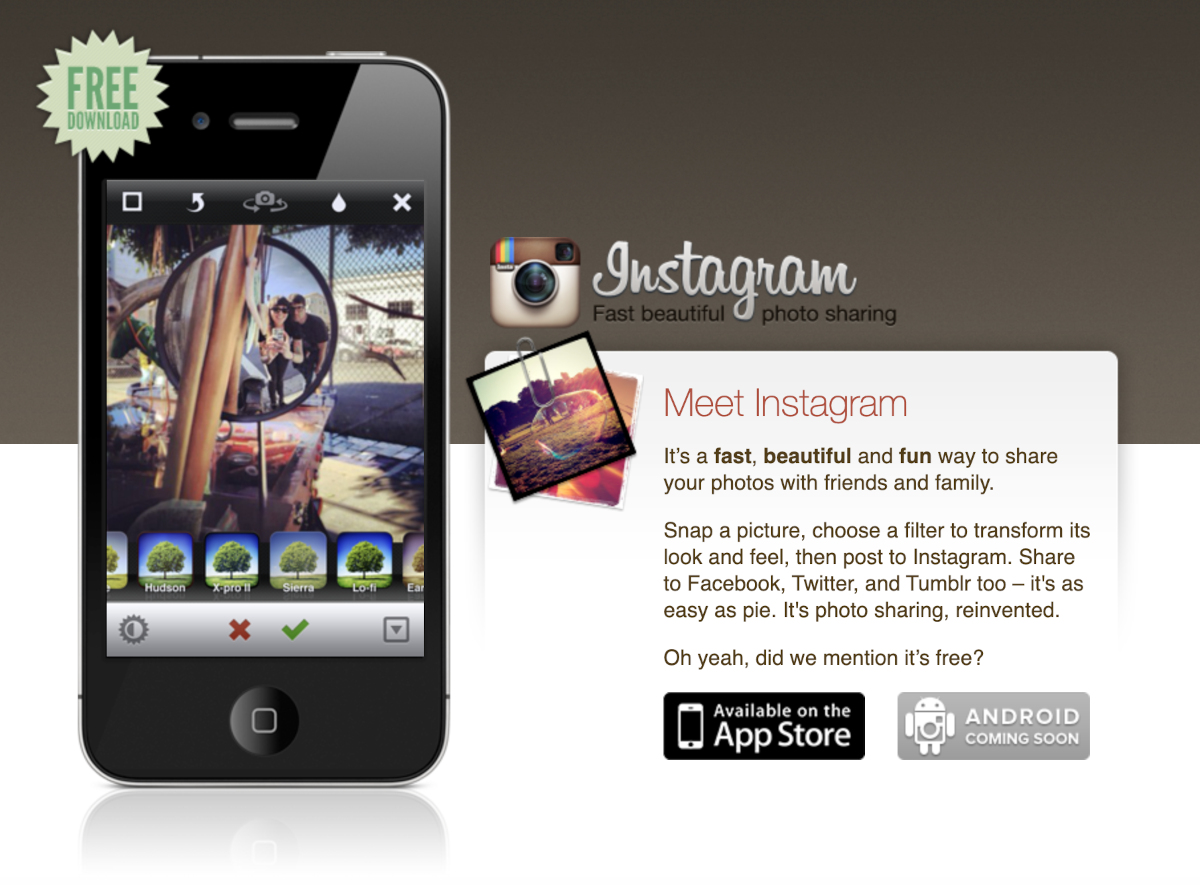 FREE
DOWNLOAD
Hudson
X-pro II
Sierra
Lo-fi
Instagram
Fast beautiful photo sharing
Meet Instagram
It’s a fast, beautiful and fun way to share
your photos with friends and family.
Snap a picture, choose a filter to transform its
look and feel, then post to Instagram. Share
to Facebook, Twitter, and Tumblr too – it's as
easy as pie. It's photo sharing, reinvented.
Oh yeah, did we mention it’s free?
Available on the
App Store
ANDROID
COMING SOON